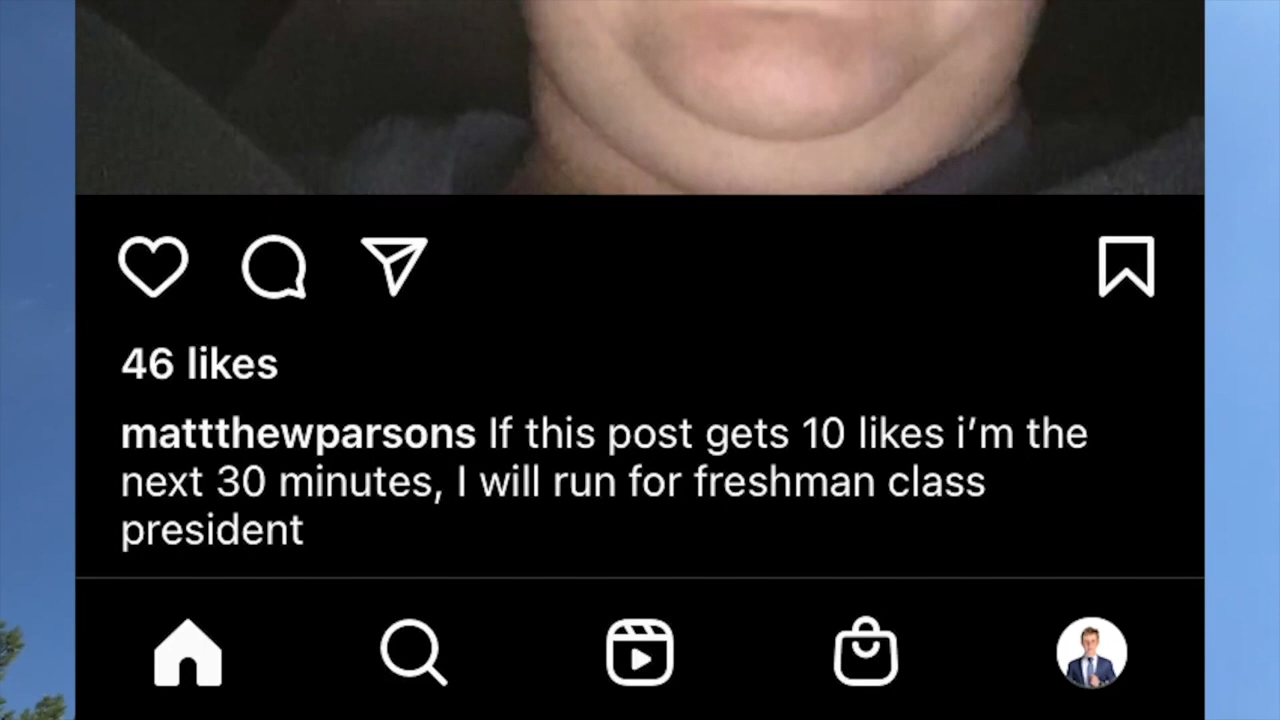 46 likes
mattthewparsons If this post gets 10 likes i’m the
next 30 minutes, I will run for freshman class
president